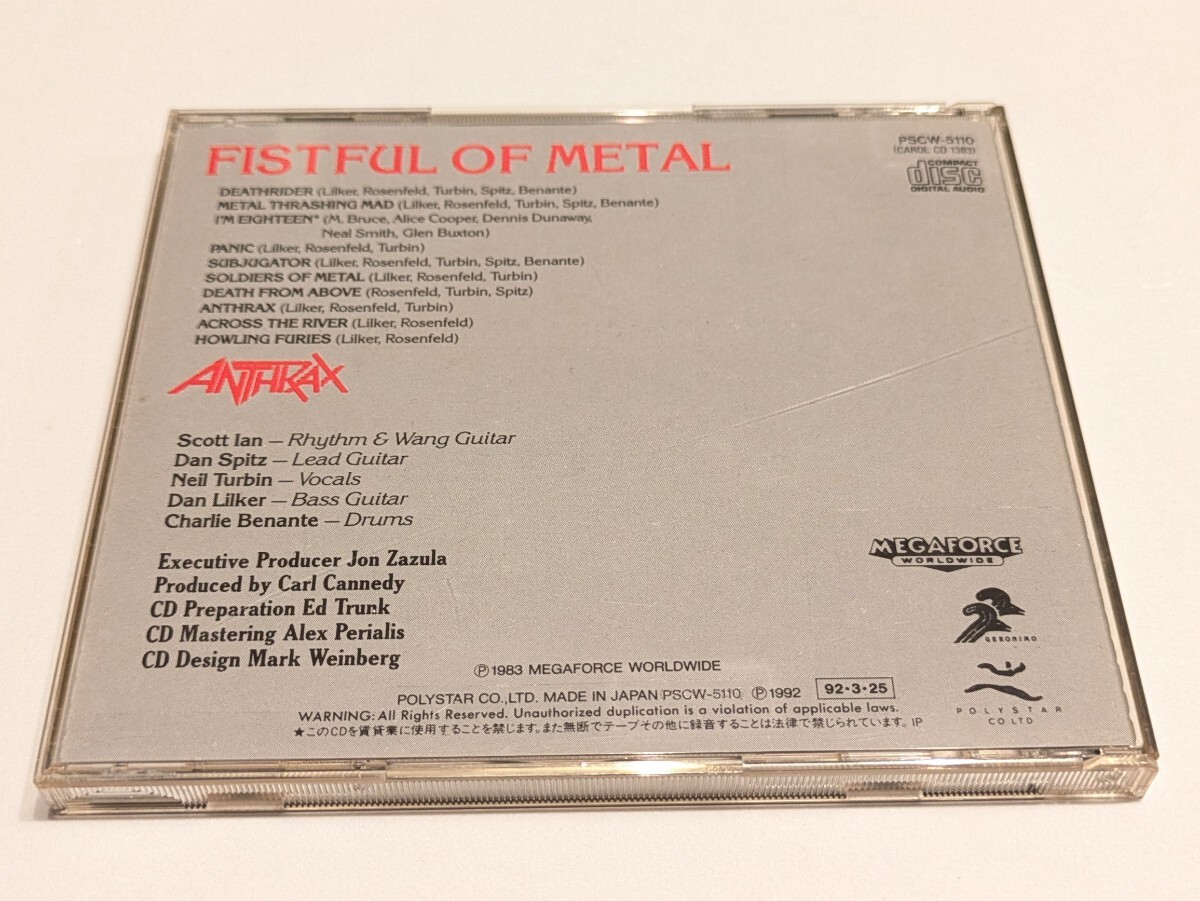 FISTFUL OF METAL
PSCW-5110
(CAROL CD 1383)
COMPACT
disc
DIGITAL AUDIO
DEATHRIDER (Lilker, Rosenfeld, Turbin, Spitz, Benante)
METAL THRASHING MAD (Lilker, Rosenfeld, Turbin, Spitz, Benante)
I'M EIGHTEEN* (M. Bruce, Alice Cooper, Dennis Dunaway,
Neal Smith, Glen Buxton)
PANIC (Lilker, Rosenfeld, Turbin)
SUBJUGATOR (Lilker, Rosenfeld, Turbin, Spitz, Benante)
SOLDIERS OF METAL (Lilker, Rosenfeld, Turbin)
DEATH FROM ABOVE (Rosenfeld, Turbin, Spitz)
ANTHRAX (Lilker, Rosenfeld, Turbin)
ACROSS THE RIVER (Lilker, Rosenfeld)
HOWLING FURIES (Lilker, Rosenfeld)
ANTHRAX
Scott Ian — Rhythm & Wang Guitar
Dan Spitz — Lead Guitar
Neil Turbin — Vocals
Dan Lilker — Bass Guitar
Charlie Benante — Drums
Executive Producer Jon Zazula
Produced by Carl Cannedy
CD Preparation Ed Trunk
CD Mastering Alex Perialis
CD Design Mark Weinberg
MEGAFORCE
WORLDWIDE
GERONIMO
POLYSTAR
CO LTD
Ⓟ1983 MEGAFORCE WORLDWIDE
POLYSTAR CO.,LTD. MADE IN JAPAN PSCW-5110 Ⓟ1992 92・3・25
WARNING: All Rights Reserved. Unauthorized duplication is a violation of applicable laws.
★このCDを賃貸業に使用することを禁じます。また無断でテープその他に録音することは法律で禁じられています。IP